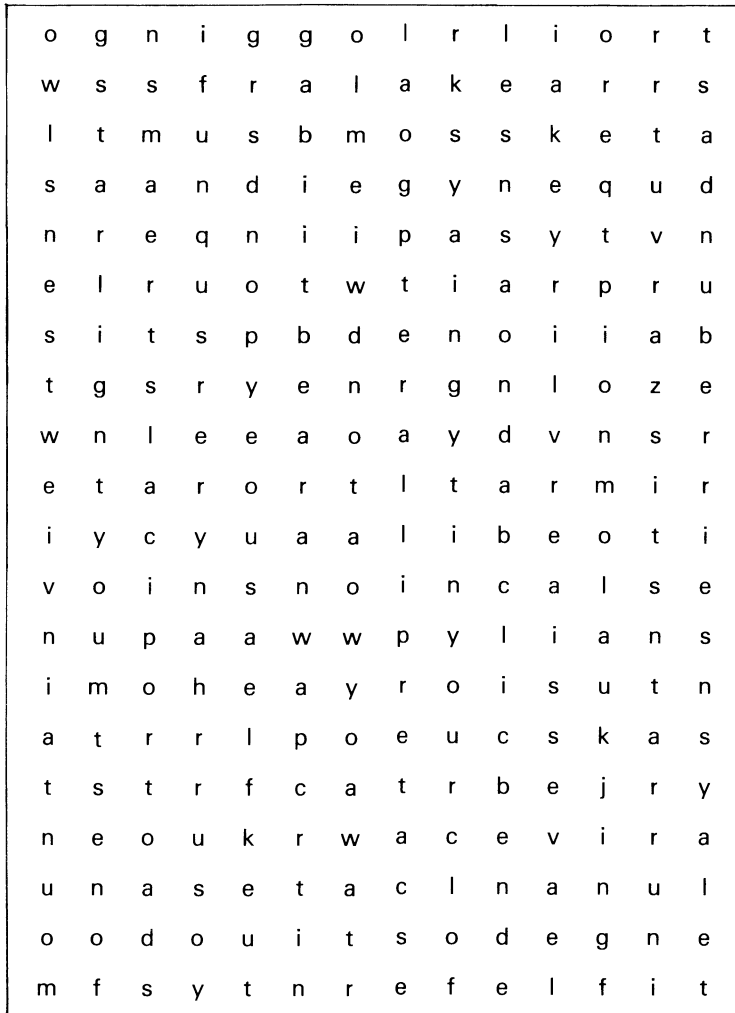 o g n i g g o l r l i o r t
w s s f r a l a k e a r r s
l t m u s b m o s s k e t a
s a a n d i e g y n e q u d
n r e q n i i p a s y t v n
e l r u o t w t i a r p r u
s i t s p b d e n o i i a b
t g s r y e n r g n l o z e
w n l e e a o a y d v n s r
e t a r o r t l t a r m i r
i y c y u a a l i b e o t i
v o i n s n o i n c a l s e
n u p a a w w p y l i a n s
i m o h e a y r o i s u t n
a t r r l p o e u c s k a s
t s t r f c a t r b e j r y
n e o u k r w a c e v i r a
u n a s e t a c l n a n u l
o o d o u i t s o d e g n e
m f s y t n r e f e l f i t